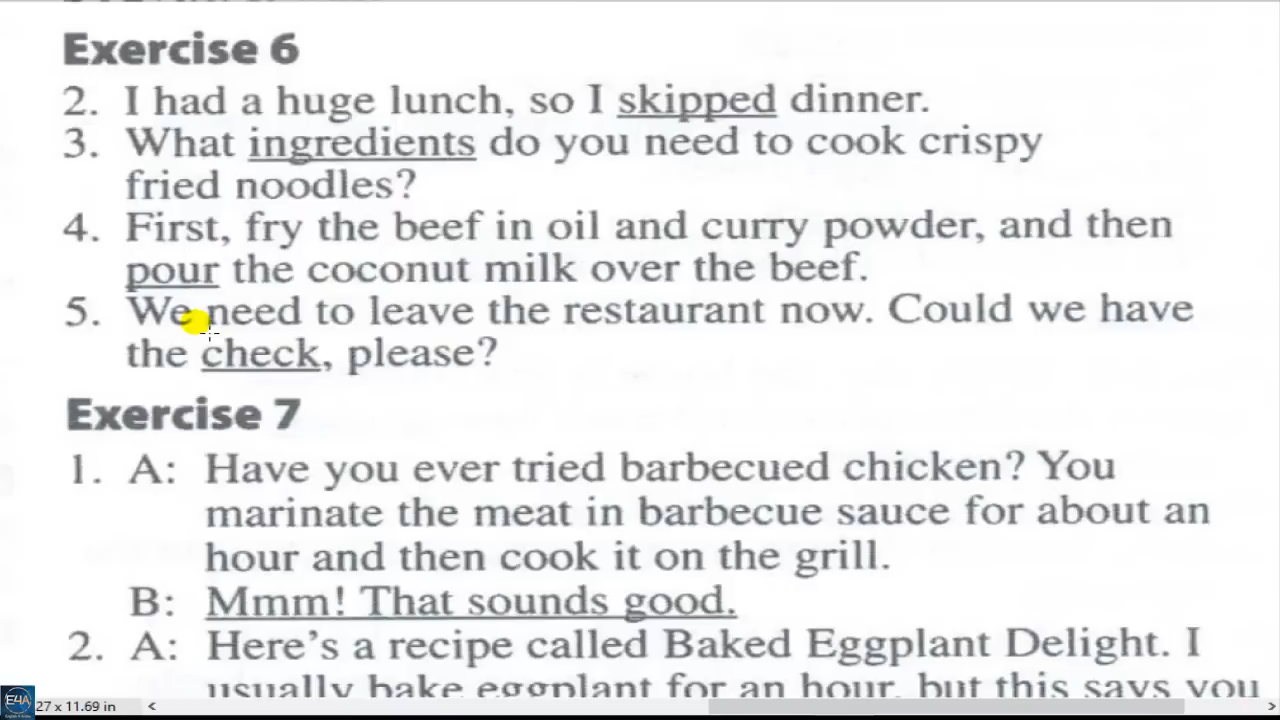 Exercise 6
2. I had a huge lunch, so I skipped dinner.
3. What ingredients do you need to cook crispy
fried noodles?
4. First, fry the beef in oil and curry powder, and then
pour the coconut milk over the beef.
5. We need to leave the restaurant now. Could we have
the check, please?
Exercise 7
1. A: Have you ever tried barbecued chicken? You
marinate the meat in barbecue sauce for about an
hour and then cook it on the grill.
B: Mmm! That sounds good.
2. A: Here's a recipe called Baked Eggplant Delight. I
usually bake eggplant for an hour, but this says you
E4A
27 x 11.69 in